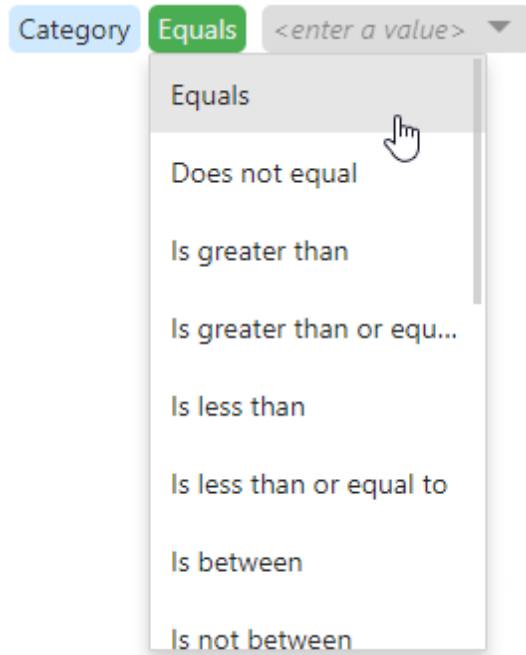 Category Equals <enter a value>
Equals
Does not equal
Is greater than
Is greater than or equ...
Is less than
Is less than or equal to
Is between
Is not between